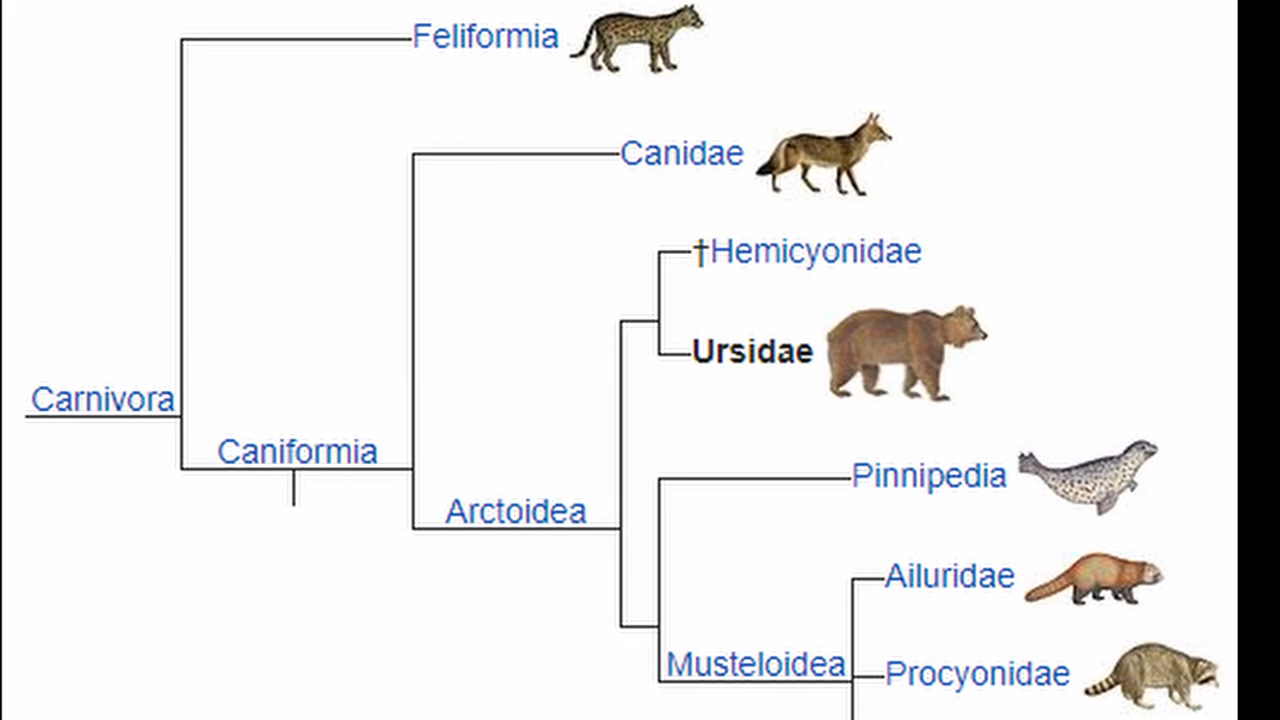 Feliformia
Canidae
†Hemicyonidae
Ursidae
Carnivora
Caniformia
Pinnipedia
Arctoidea
Ailuridae
Musteloidea
Procyonidae